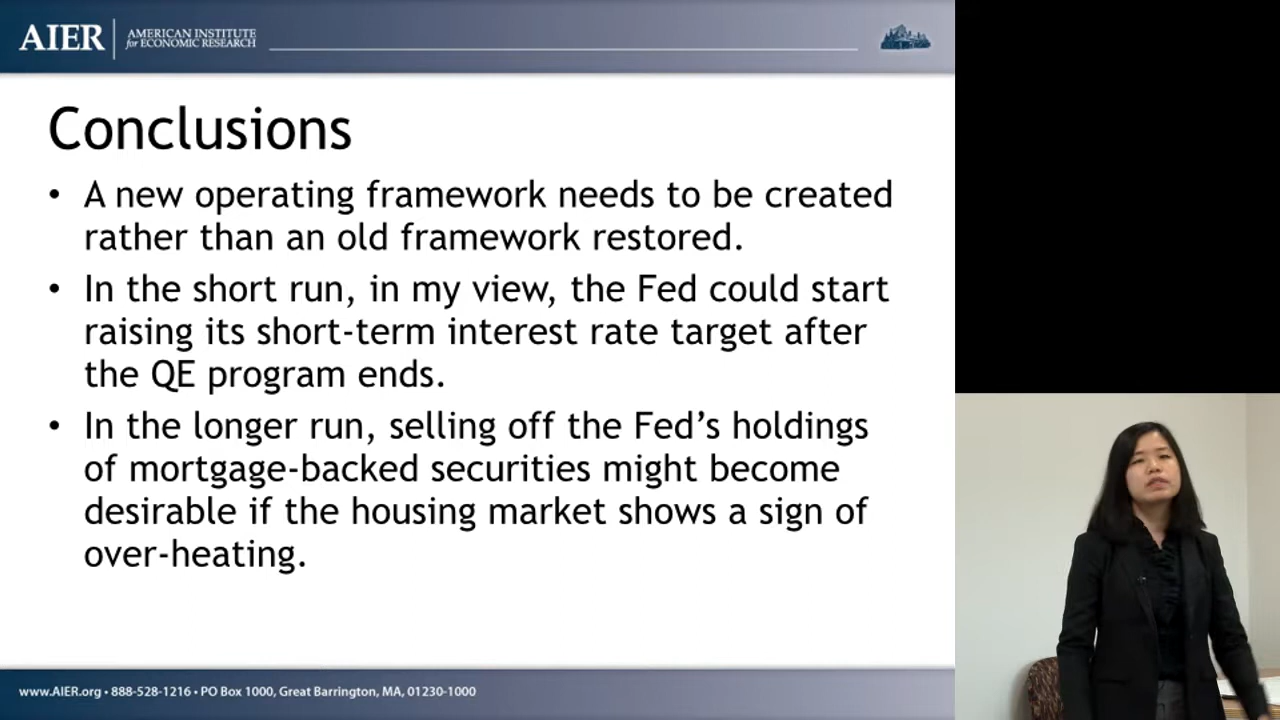 AIER
AMERICAN INSTITUTE
for ECONOMIC RESEARCH
Conclusions
• A new operating framework needs to be created
rather than an old framework restored.
• In the short run, in my view, the Fed could start
raising its short-term interest rate target after
the QE program ends.
• In the longer run, selling off the Fed’s holdings
of mortgage-backed securities might become
desirable if the housing market shows a sign of
over-heating.
www.AIER.org • 888-528-1216 • PO Box 1000, Great Barrington, MA, 01230-1000